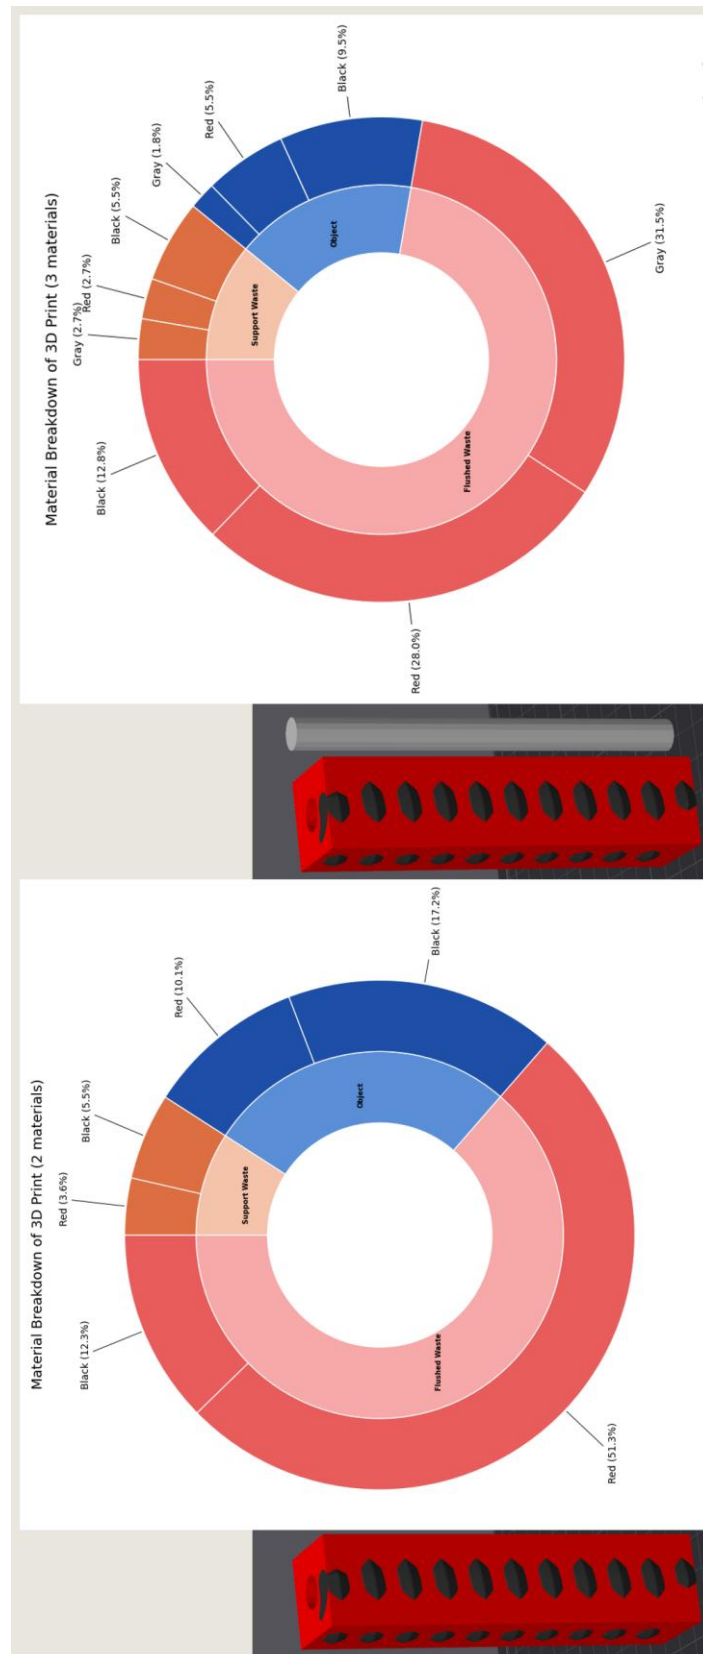 Material Breakdown of 3D Print (2 materials)
Black (17.2%)
Red (10.1%)
Black (5.5%)
Red (3.6%)
Black (12.3%)
Red (51.3%)
Object
Support Waste
Flushed Waste
Material Breakdown of 3D Print (3 materials)
Black (9.5%)
Red (5.5%)
Gray (1.8%)
Black (5.5%)
Red (2.7%)
Gray (2.7%)
Black (12.8%)
Red (28.0%)
Gray (31.5%)
Object
Support Waste
Flushed Waste